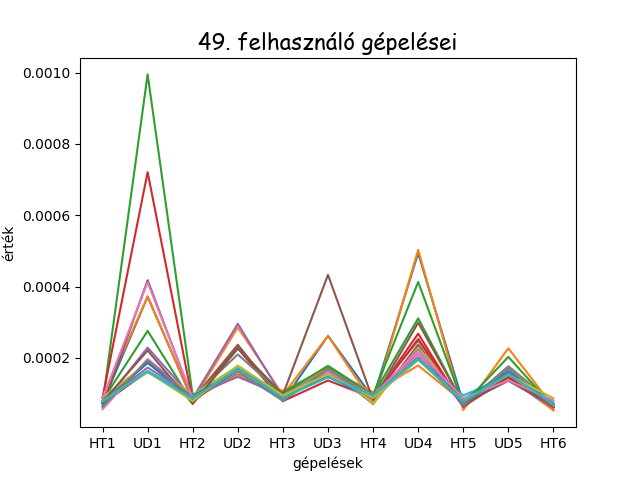 49. felhasználó gépelései
0.0010
0.0008
0.0006
0.0004
0.0002
érték
HT1 UD1 HT2 UD2 HT3 UD3 HT4 UD4 HT5 UD5 HT6
gépelések